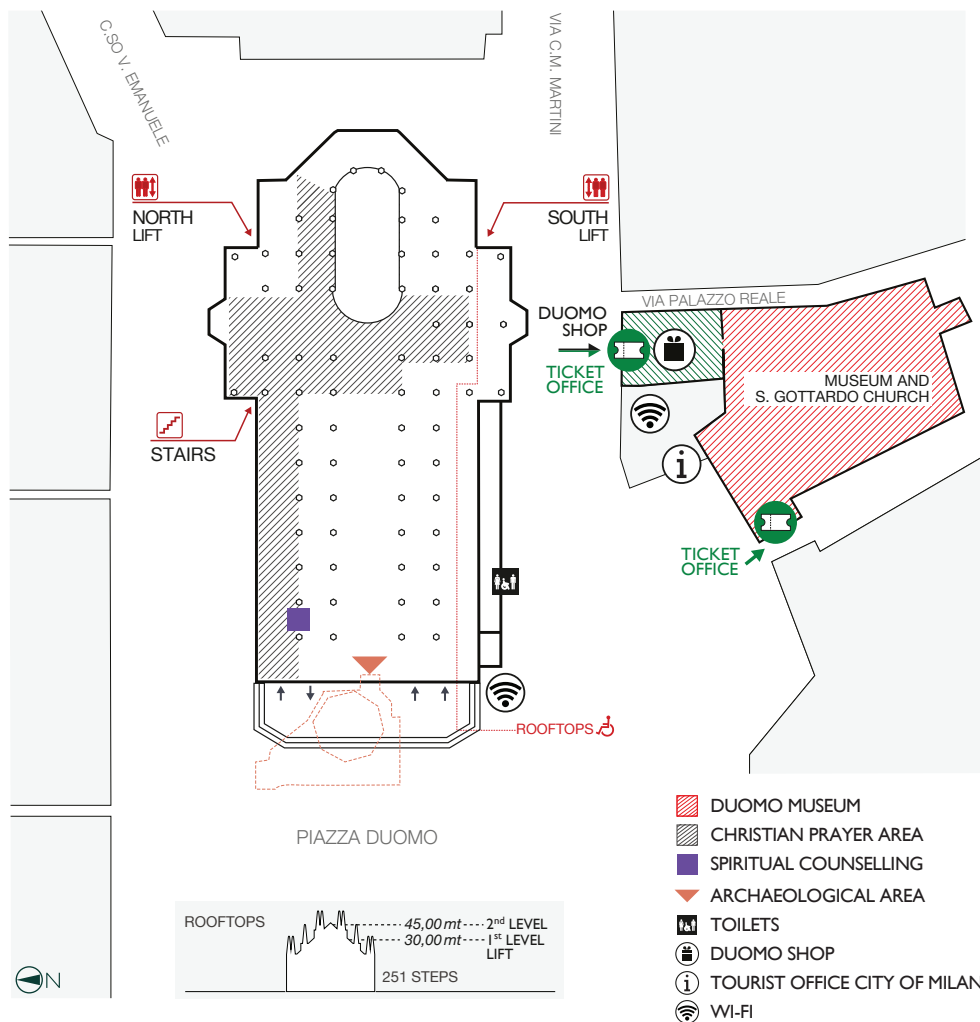 C.SO V. EMANUELE
VIA C.M. MARTINI
NORTH
LIFT
SOUTH
LIFT
VIA PALAZZO REALE
DUOMO
SHOP
TICKET
OFFICE
MUSEUM AND
S. GOTTARDO CHURCH
STAIRS
i
TICKET
OFFICE
ROOFTOPS
PIAZZA DUOMO
ROOFTOPS
45,00 mt 2nd LEVEL
30,00 mt 1st LEVEL
LIFT
251 STEPS
N
DUOMO MUSEUM
CHRISTIAN PRAYER AREA
SPIRITUAL COUNSELLING
ARCHAEOLOGICAL AREA
TOILETS
DUOMO SHOP
i TOURIST OFFICE CITY OF MILAN
WI-FI